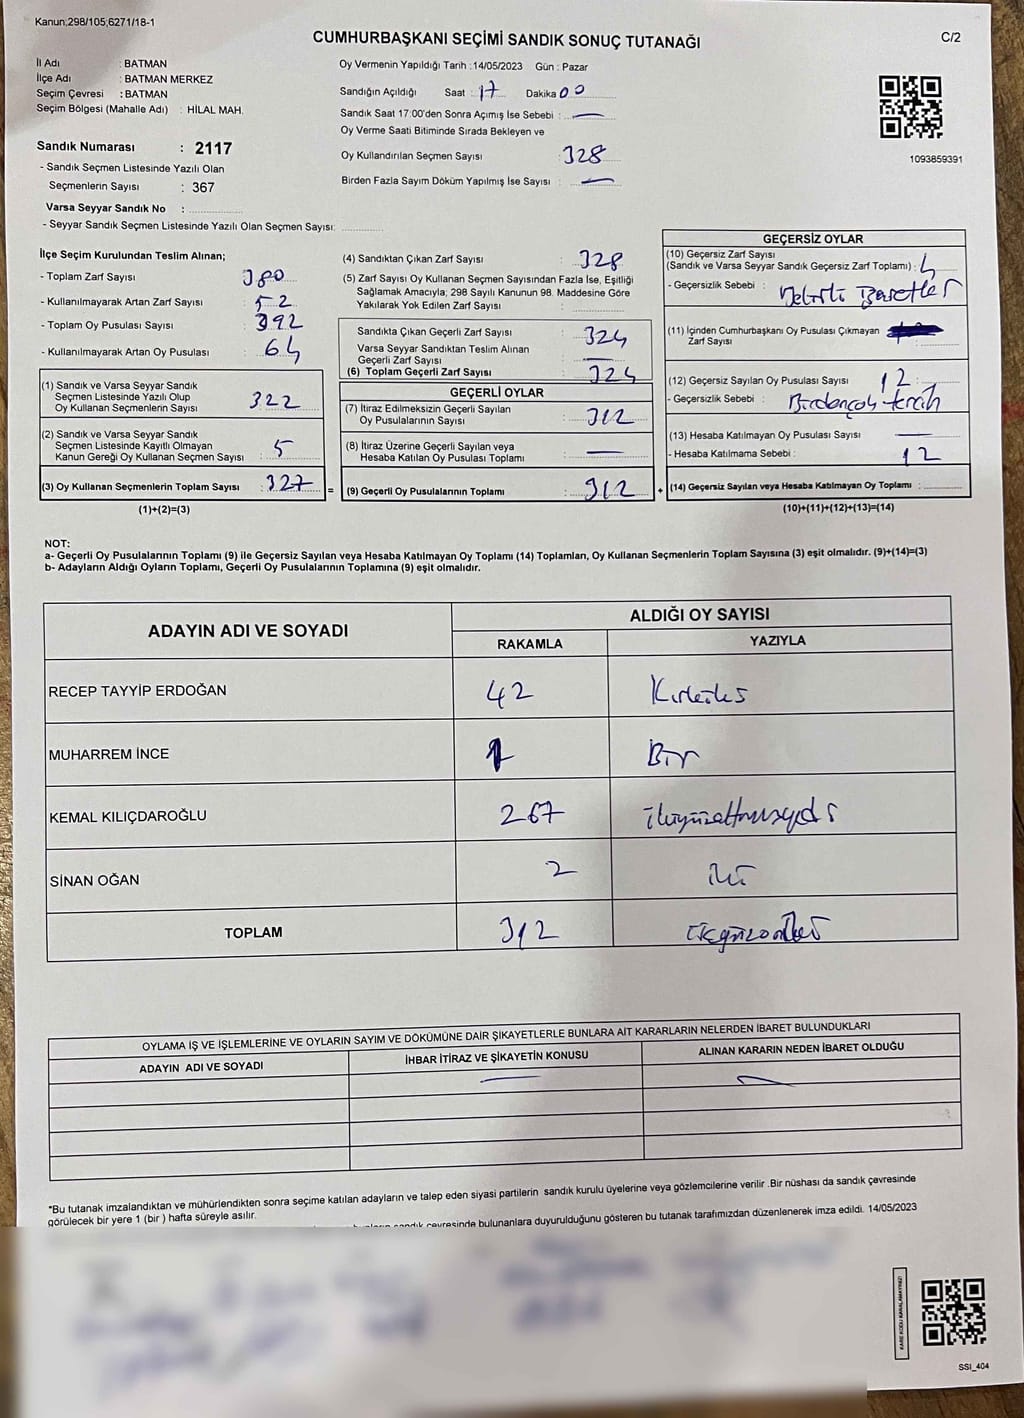 Kanun,298/105,6271/18-1
CUMHURBAŞKANI SEÇİMİ SANDIK SONUÇ TUTANAĞI
C/2
İl Adı : BATMAN
İlçe Adı : BATMAN MERKEZ
Seçim Çevresi : BATMAN
Seçim Bölgesi (Mahalle Adı) : HİLAL MAH.
Sandık Numarası : 2117
- Sandık Seçmen Listesinde Yazılı Olan
Seçmenlerin Sayısı : 367
Varsa Seyyar Sandık No :
- Seyyar Sandık Seçmen Listesinde Yazılı Olan Seçmen Sayısı:
Oy Vermenin Yapıldığı Tarih :14/05/2023 Gün : Pazar
Sandığın Açıldığı Saat : 17 Dakika 00
Sandık Saat 17:00'den Sonra Açımış İse Sebebi : —
Oy Verme Saati Bitiminde Sırada Bekleyen ve
Oy Kullandırılan Seçmen Sayısı : 328
Birden Fazla Sayım Döküm Yapılmış İse Sayısı : —
1093859391
İlçe Seçim Kurulundan Teslim Alınan;
- Toplam Zarf Sayısı 380
- Kullanılmayarak Artan Zarf Sayısı : 52
- Toplam Oy Pusulası Sayısı : 392
- Kullanılmayarak Artan Oy Pusulası : 64
(1) Sandık ve Varsa Seyyar Sandık
Seçmen Listesinde Yazılı Olup
Oy Kullanan Seçmenlerin Sayısı : 322
(2) Sandık ve Varsa Seyyar Sandık
Seçmen Listesinde Kayıtlı Olmayan
Kanun Gereği Oy Kullanan Seçmen Sayısı : 5
(3) Oy Kullanan Seçmenlerin Toplam Sayısı : 327 =
(1)+(2)=(3)
(4) Sandıktan Çıkan Zarf Sayısı : 328
(5) Zarf Sayısı Oy Kullanan Seçmen Sayısından Fazla İse, Eşitliği
Sağlamak Amacıyla; 298 Sayılı Kanunun 98. Maddesine Göre
Yakılarak Yok Edilen Zarf Sayısı :
Sandıkta Çıkan Geçerli Zarf Sayısı : 324
Varsa Seyyar Sandıktan Teslim Alınan
Geçerli Zarf Sayısı : —
(6) Toplam Geçerli Zarf Sayısı : 324
GEÇERLİ OYLAR
(7) İtiraz Edilmeksizin Geçerli Sayılan
Oy Pusulalarının Sayısı : 312
(8) İtiraz Üzerine Geçerli Sayılan veya
Hesaba Katılan Oy Pusulası Toplamı : —
(9) Geçerli Oy Pusulalarının Toplamı : 312 +
GEÇERSİZ OYLAR
(10) Geçersiz Zarf Sayısı
(Sandık ve Varsa Seyyar Sandık Geçersiz Zarf Toplamı) : 4
- Geçersizlik Sebebi :
(11) İçinden Cumhurbaşkanı Oy Pusulası Çıkmayan
Zarf Sayısı :
(12) Geçersiz Sayılan Oy Pusulası Sayısı : 12
- Geçersizlik Sebebi : Birdençok tercih
(13) Hesaba Katılmayan Oy Pusulası Sayısı : —
- Hesaba Katılmama Sebebi : 12
(14) Geçersiz Sayılan veya Hesaba Katılmayan Oy Toplamı :
(10)+(11)+(12)+(13)=(14)
NOT:
a- Geçerli Oy Pusulalarının Toplamı (9) ile Geçersiz Sayılan veya Hesaba Katılmayan Oy Toplamı (14) Toplamları, Oy Kullanan Seçmenlerin Toplam Sayısına (3) eşit olmalıdır. (9)+(14)=(3)
b- Adayların Aldığı Oyların Toplamı, Geçerli Oy Pusulalarının Toplamına (9) eşit olmalıdır.
ADAYIN ADI VE SOYADI
ALDIĞI OY SAYISI
RAKAMLA YAZIYLA
RECEP TAYYİP ERDOĞAN 42 Kırkiki
MUHARREM İNCE 1 Bir
KEMAL KILIÇDAROĞLU 267 ikiyüzaltmışyedi
SİNAN OĞAN 2 iki
TOPLAM 312 üçyüzoniki
OYLAMA İŞ VE İŞLEMLERİNE VE OYLARIN SAYIM VE DÖKÜMÜNE DAİR ŞİKAYETLERLE BUNLARA AİT KARARLARIN NELERDEN İBARET BULUNDUKLARI
ADAYIN ADI VE SOYADI İHBAR İTİRAZ VE ŞİKAYETİN KONUSU ALINAN KARARIN NEDEN İBARET OLDUĞU
*Bu tutanak imzalandıktan ve mühürlendikten sonra seçime katılan adayların ve talep eden siyasi partilerin sandık kurulu üyelerine veya gözlemcilerine verilir .Bir nüshası da sandık çevresinde
görülecek bir yere 1 (bir ) hafta süreyle asılır.
sandık çevresinde bulunanlara duyurulduğunu gösteren bu tutanak tarafımızdan düzenlenerek imza edildi. 14/05/2023
KARE KODU KARALAMAYINIZ!
SSI_404